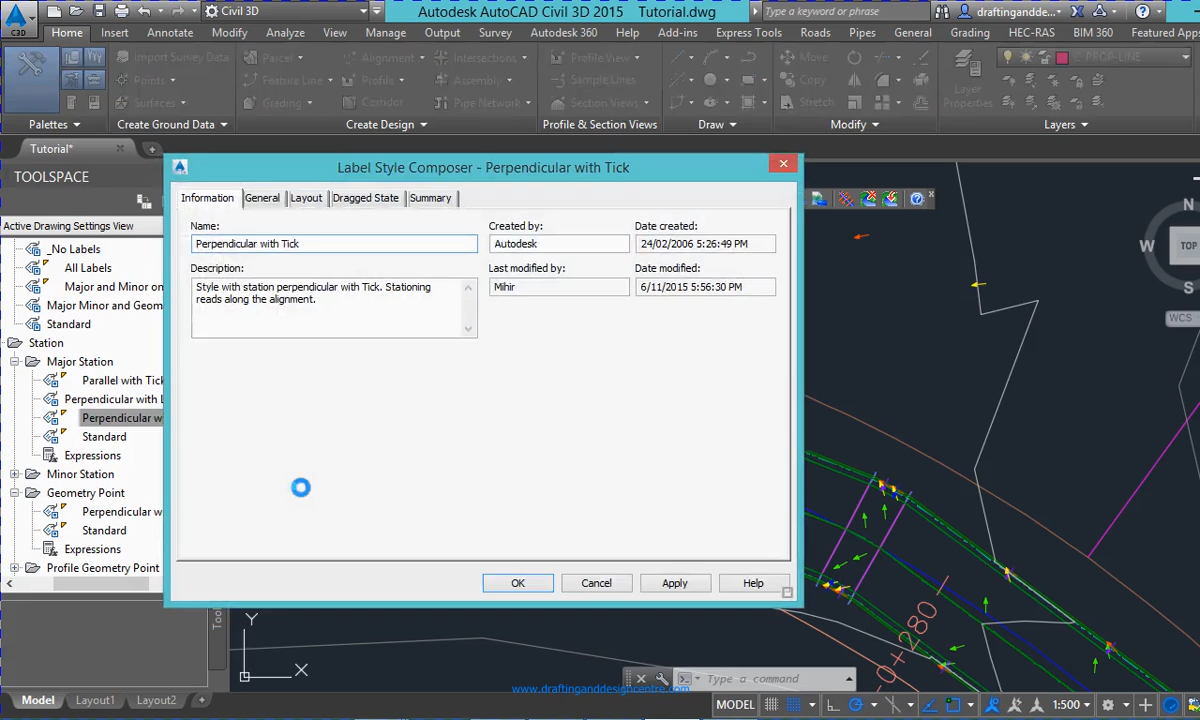 Civil 3D
Autodesk AutoCAD Civil 3D 2015 Tutorial.dwg
Type a keyword or phrase
draftinganddde...
C3D
Home Insert Annotate Modify Analyze View Manage Output Survey Autodesk 360 Help Add-ins Express Tools Roads Pipes General Grading HEC-RAS BIM 360 Featured Apps
Import Survey Data Parcel Alignment Intersections Profile View Move C-PROP-LINE
Points Feature Line Profile Assembly Sample Lines Copy
Surfaces Grading Corridor Pipe Network Section Views Stretch Layer Properties
Palettes Create Ground Data Create Design Profile & Section Views Draw Modify Layers
Tutorial*
TOOLSPACE
Active Drawing Settings View
_No Labels
All Labels
Major and Minor on
Major Minor and Geom
Standard
Station
Major Station
Parallel with Tick
Perpendicular with L
Perpendicular w
Standard
Expressions
Minor Station
Geometry Point
Perpendicular w
Standard
Expressions
Profile Geometry Point
Tool
Label Style Composer - Perpendicular with Tick
Information General Layout Dragged State Summary
Name: Created by: Date created:
Perpendicular with Tick Autodesk 24/02/2006 5:26:49 PM
Description: Last modified by: Date modified:
Style with station perpendicular with Tick. Stationing
reads along the alignment.
Mihir 6/11/2015 5:56:30 PM
OK Cancel Apply Help
N
W TOP
S
WCS
0+280
Y
X
Type a command
www.draftinganddesigncentre.com
Model Layout1 Layout2 +
MODEL 1:500